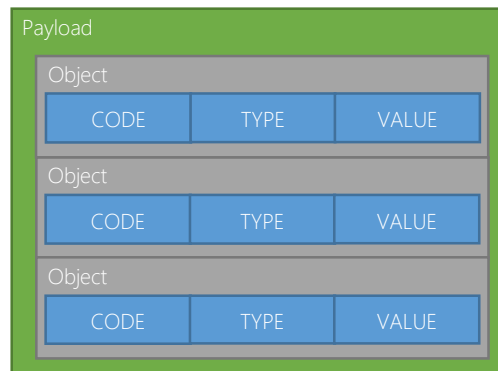 Payload
Object
CODE TYPE VALUE
Object
CODE TYPE VALUE
Object
CODE TYPE VALUE